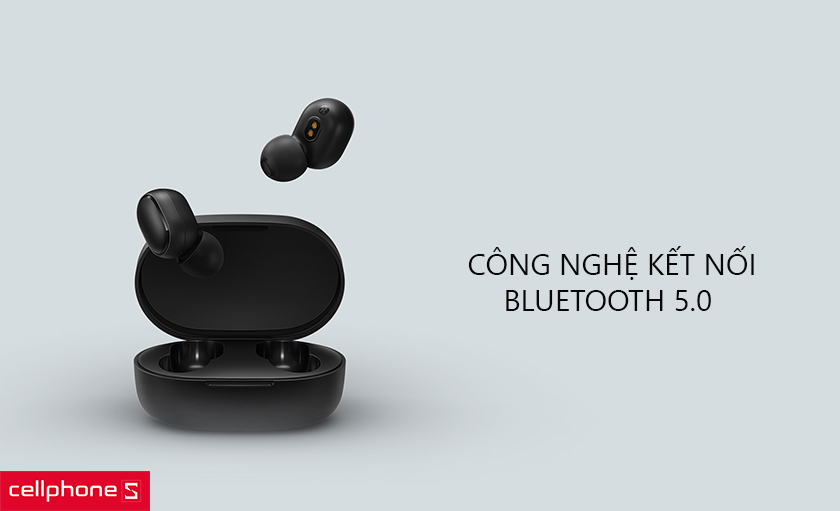 CÔNG NGHỆ KẾT NỐI
BLUETOOTH 5.0
cellphone S